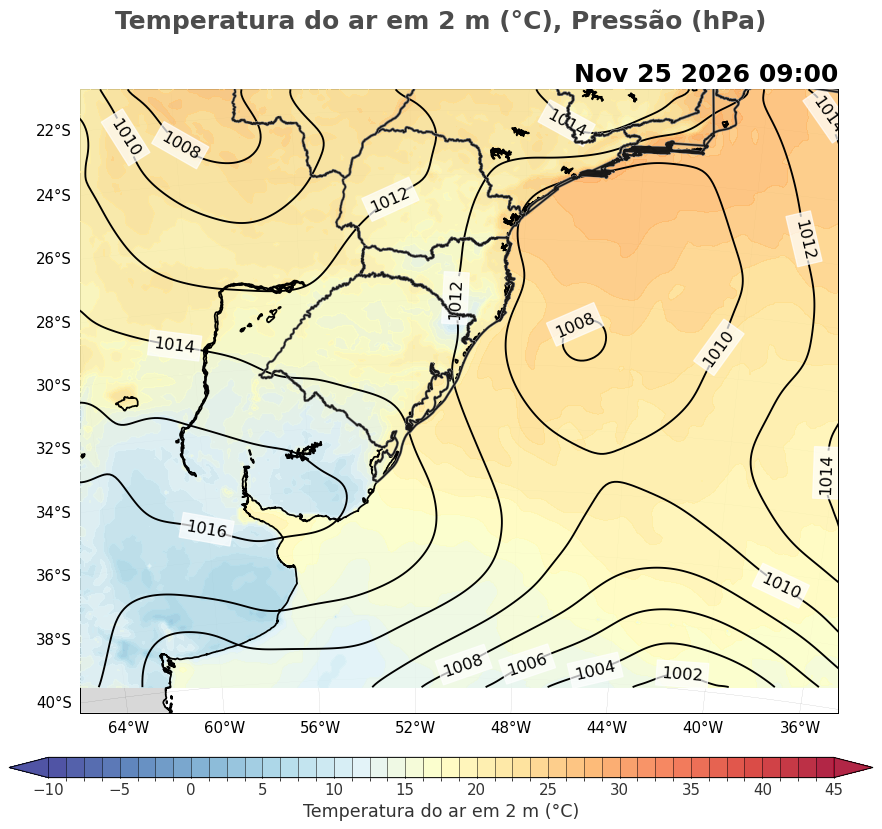 Temperatura do ar em 2 m (°C), Pressão (hPa)
Nov 25 2026 09:00
22°S
24°S
26°S
28°S
30°S
32°S
34°S
36°S
38°S
40°S
1010
1008
1014
1014
1012
1012
1012
1008
1010
1014
1014
1016
1010
1008
1006
1004
1002
64°W
60°W
56°W
52°W
48°W
44°W
40°W
36°W
−10
−5
0
5
10
15
20
25
30
35
40
45
Temperatura do ar em 2 m (°C)